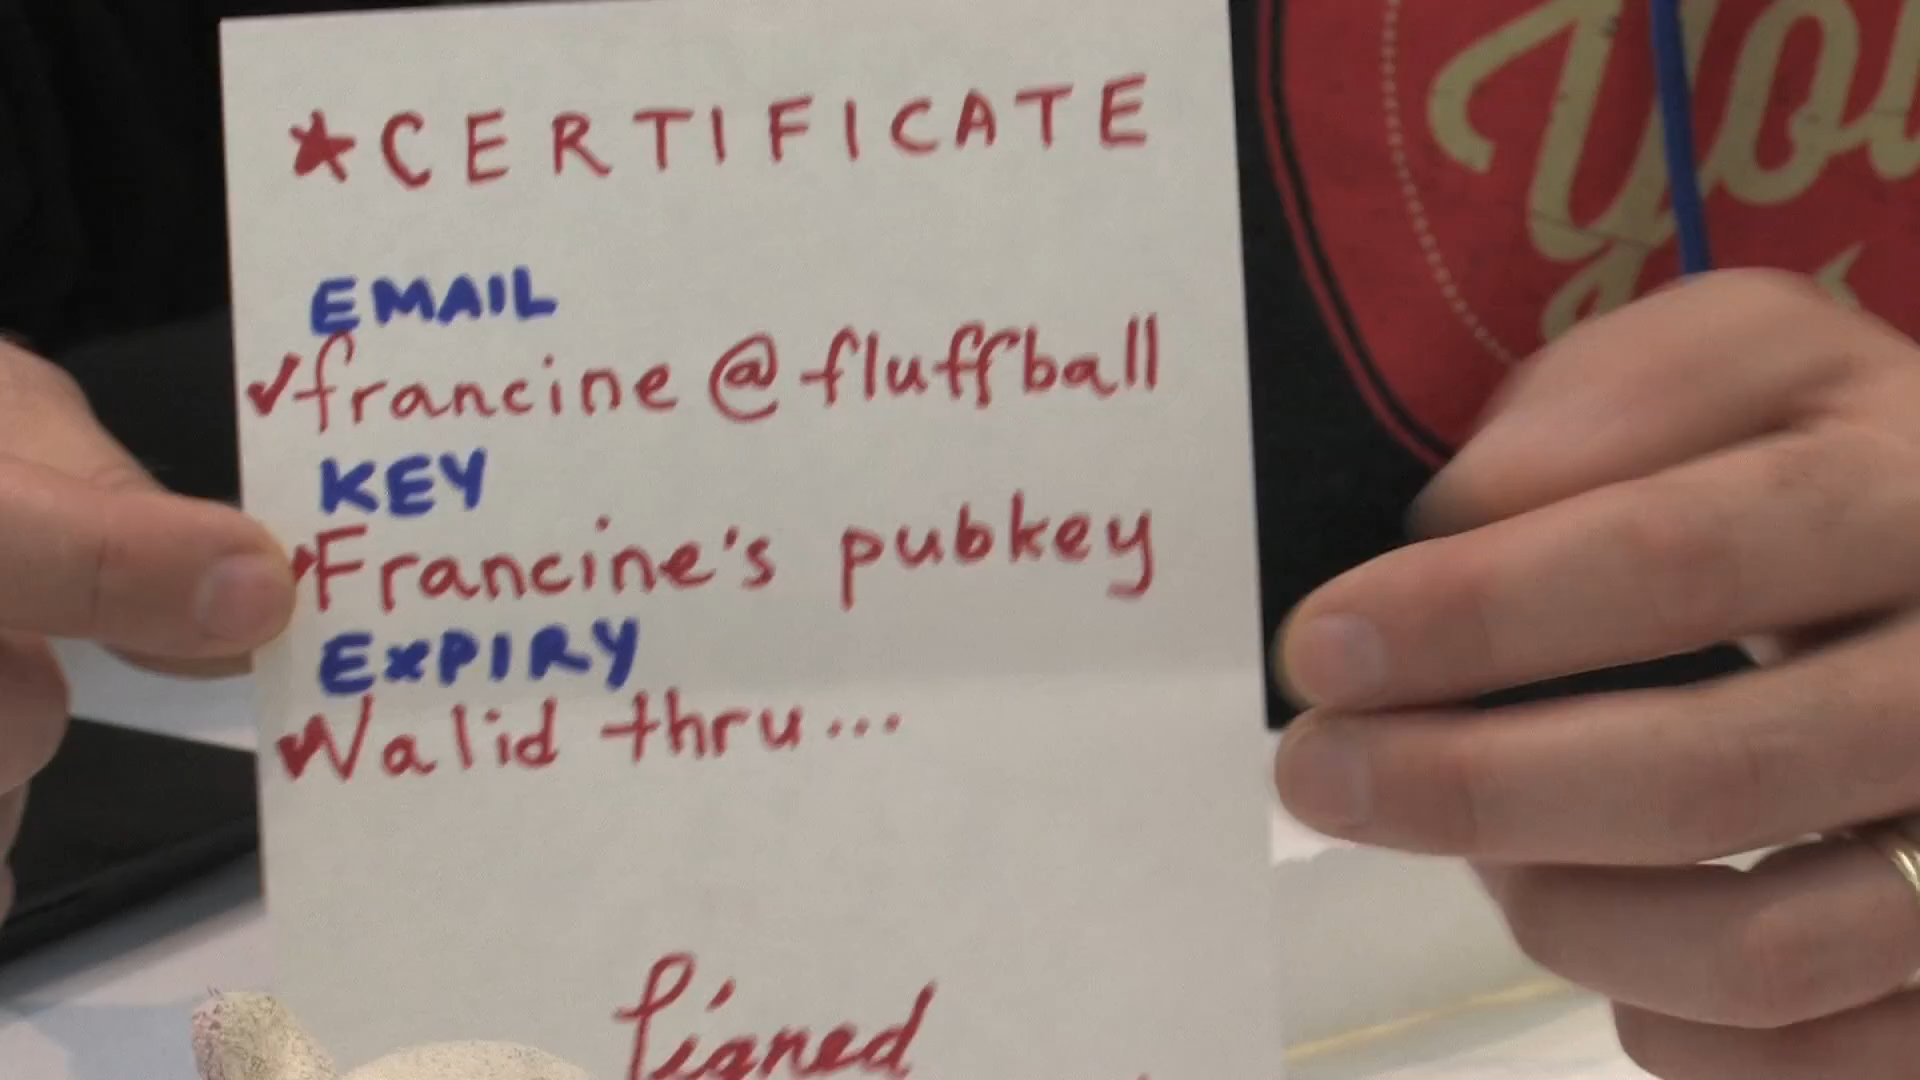 ★CERTIFICATE
EMAIL
✓francine@fluffball
KEY
✓Francine's pubkey
EXPIRY
✓Valid thru...
Signed